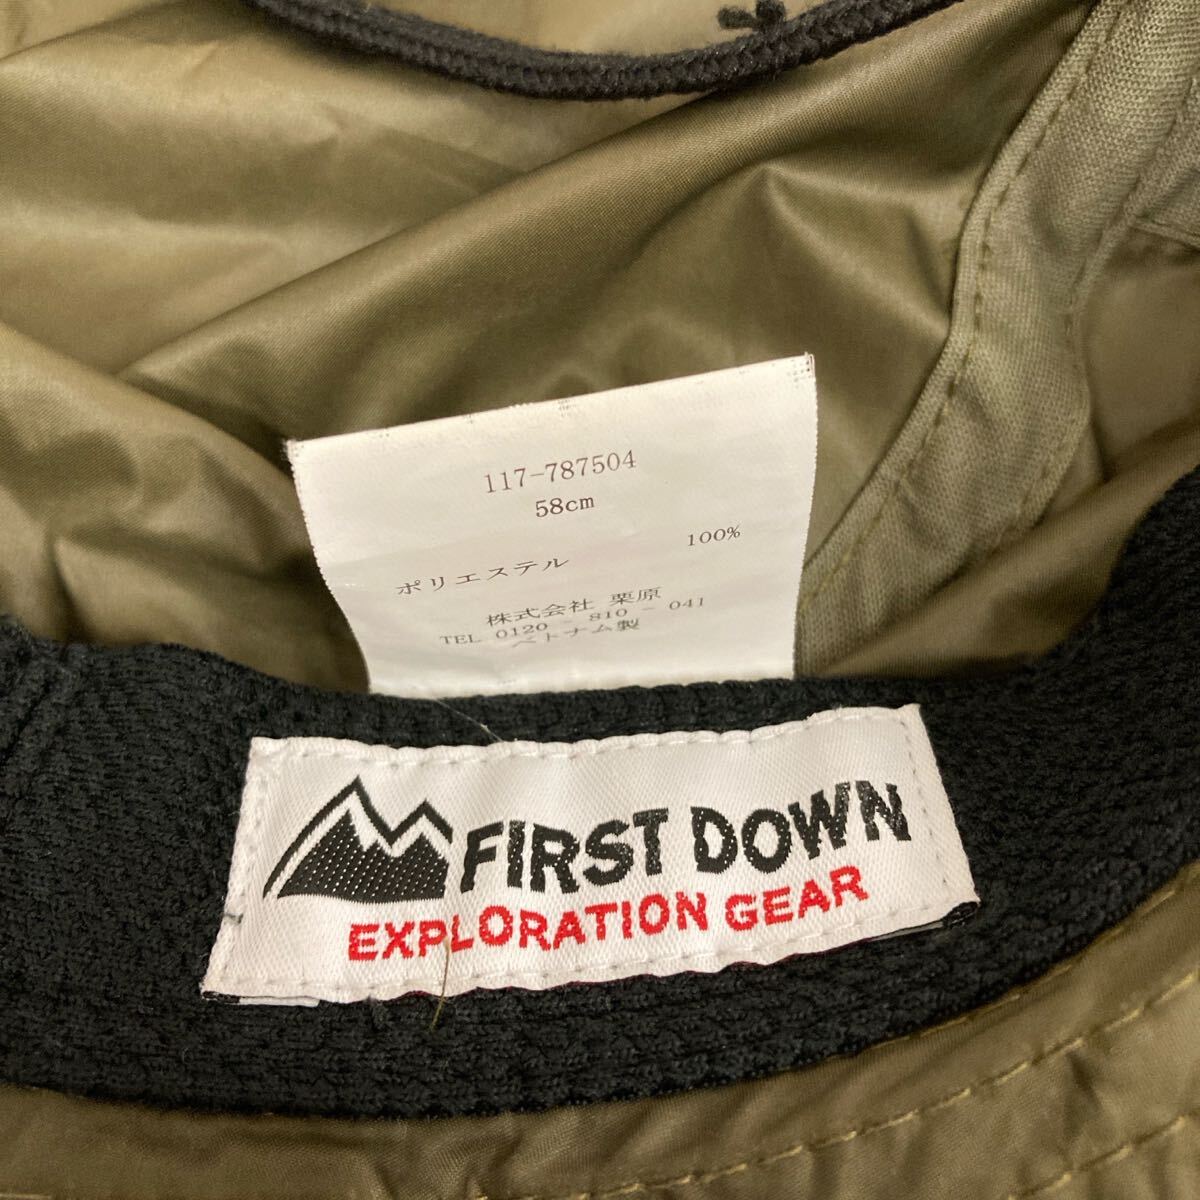 117-787504
58cm
ポリエステル 100%
株式会社 栗原
TEL 0120 - 810 - 041
ベトナム製
FIRST DOWN
EXPLORATION GEAR